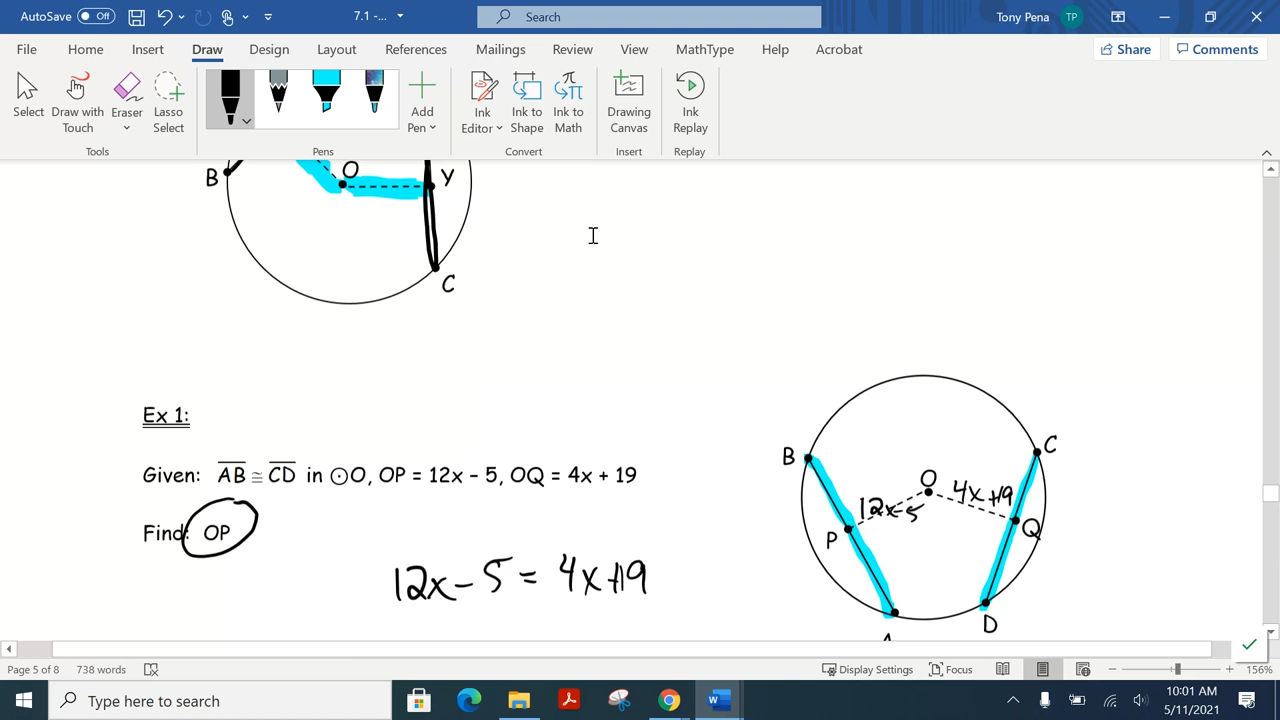 AutoSave Off 7.1 -... Search Tony Pena TP
File Home Insert Draw Design Layout References Mailings Review View MathType Help Acrobat Share Comments
Select Draw with Touch Eraser Lasso Select Add Pen Ink Editor Ink to Shape Ink to Math Drawing Canvas Ink Replay
Tools Pens Convert Insert Replay
B O Y
C
Ex 1:
Given: AB ≅ CD in ⊙O, OP = 12x – 5, OQ = 4x + 19
Find: OP
12x – 5 = 4x+19
B C
O
12x-5 4x+19
P Q
D
Page 5 of 8 738 words Display Settings Focus 156%
Type here to search 10:01 AM
5/11/2021